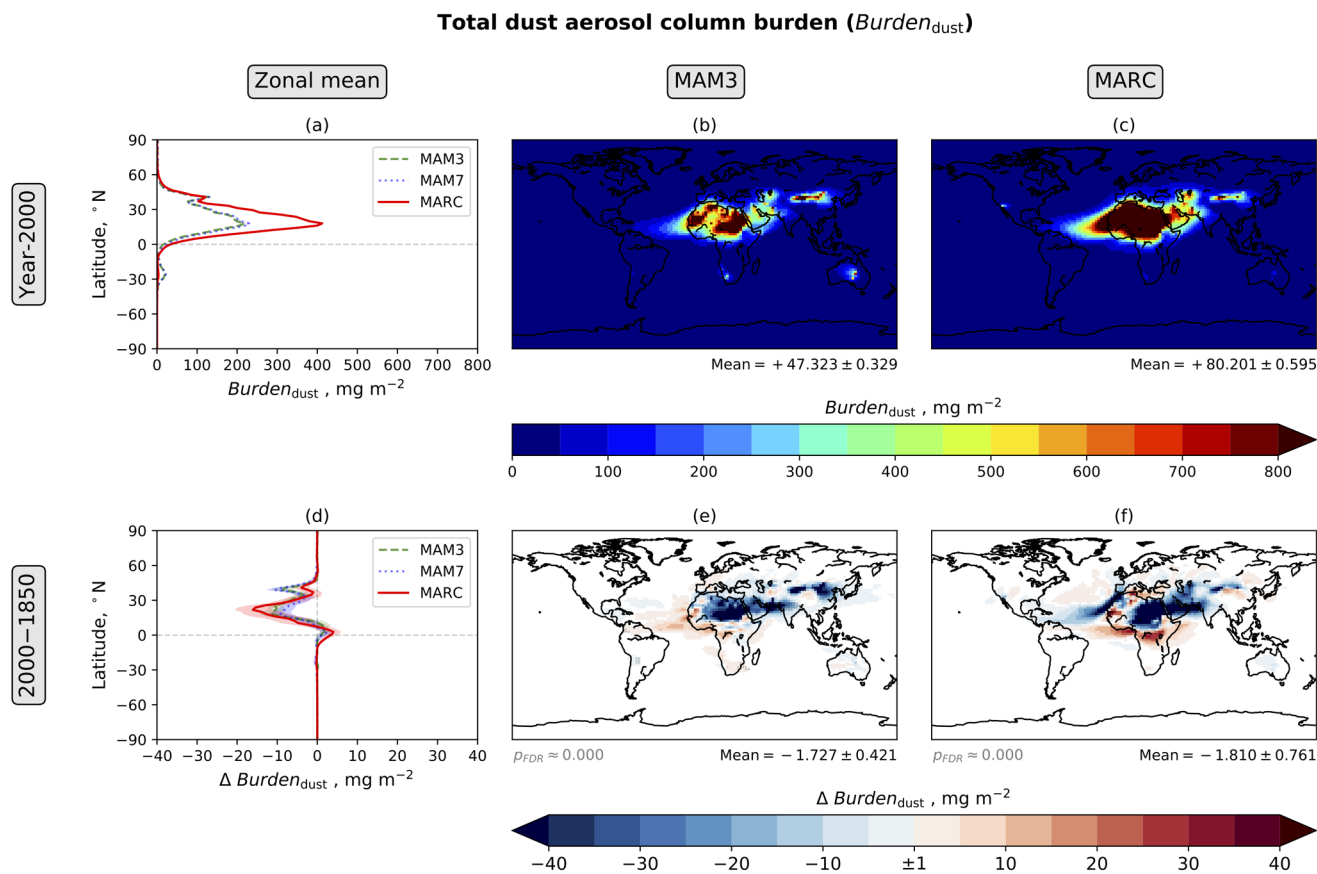 Total dust aerosol column burden (Burden_dust)
Zonal mean
MAM3
MARC
Year-2000
(a)
90
60
30
0
−30
−60
−90
Latitude, °N
MAM3
MAM7
MARC
0 100 200 300 400 500 600 700 800
Burden_dust , mg m⁻²
(b)
Mean = +47.323 ± 0.329
(c)
Mean = +80.201 ± 0.595
Burden_dust , mg m⁻²
0 100 200 300 400 500 600 700 800
2000−1850
(d)
90
60
30
0
−30
−60
−90
Latitude, °N
MAM3
MAM7
MARC
−40 −30 −20 −10 0 10 20 30 40
Δ Burden_dust , mg m⁻²
(e)
p_FDR ≈ 0.000
Mean = −1.727 ± 0.421
(f)
p_FDR ≈ 0.000
Mean = −1.810 ± 0.761
Δ Burden_dust , mg m⁻²
−40 −30 −20 −10 ±1 10 20 30 40